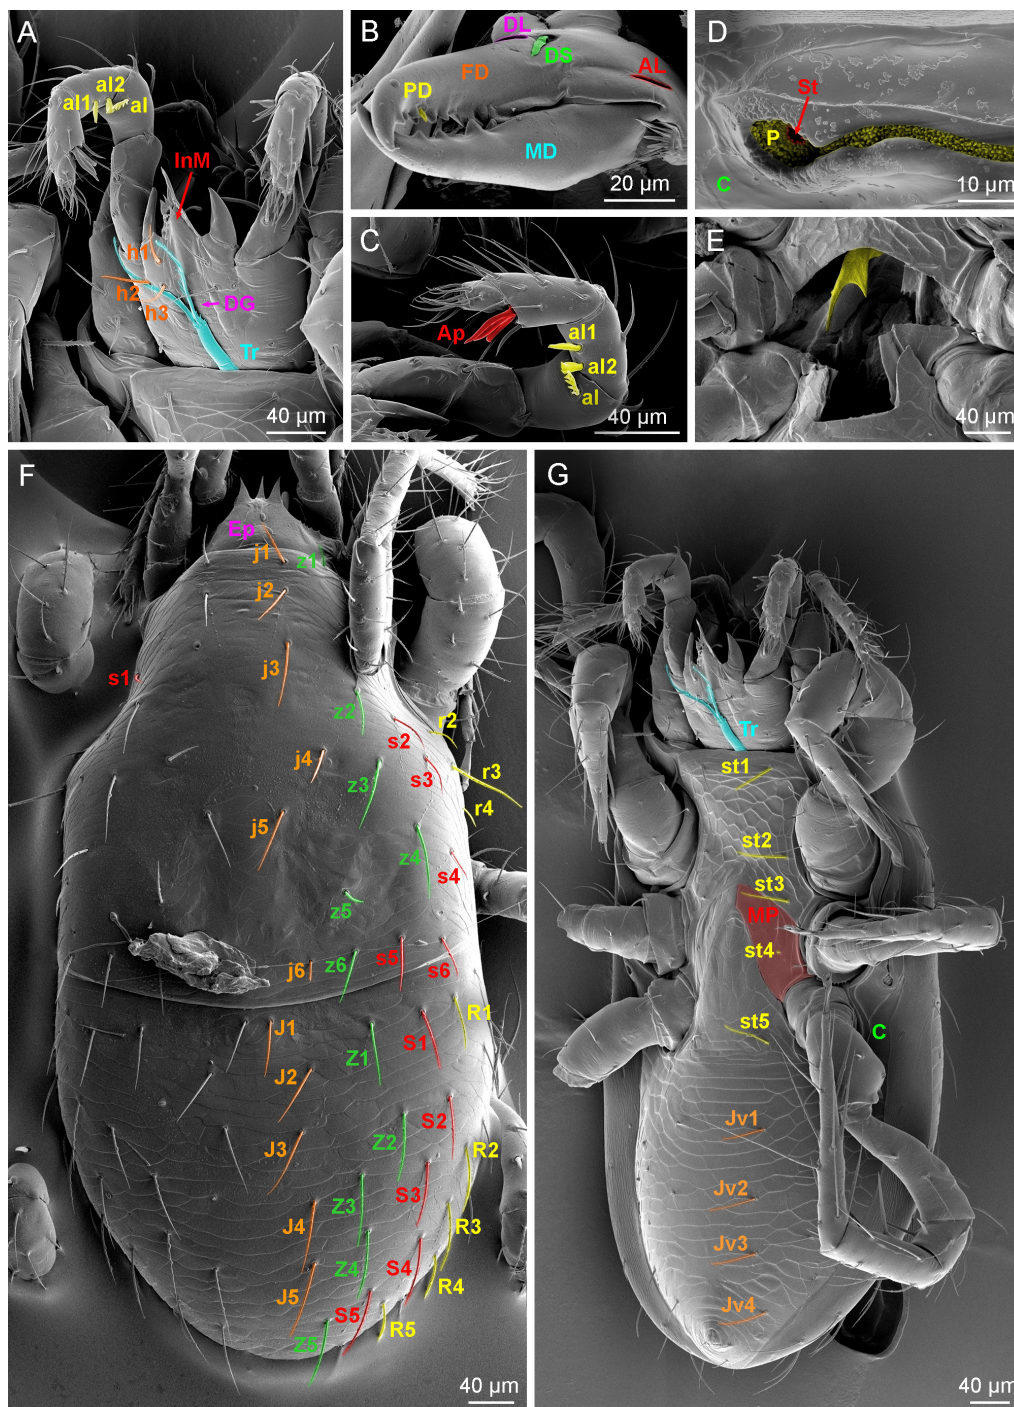 A
al2
al1 al
InM
h1
h2
h3
DG
Tr
40 µm
B
DL
DS
FD
AL
PD
MD
20 µm
C
Ap
al1
al2
al
40 µm
D
St
P
C
10 µm
E
40 µm
F
Ep
j1
z1
j2
j3
s1
z2
r2
s2
j4
z3
s3
r3
r4
j5
z4
s4
z5
j6
z6
s5
s6
R1
J1
Z1
S1
J2
S2
J3
Z2
R2
S3
Z3
J4
R3
Z4
S4
R4
J5
S5
R5
Z5
40 µm
G
Tr
st1
st2
st3
MP
st4
st5
C
Jv1
Jv2
Jv3
Jv4
40 µm